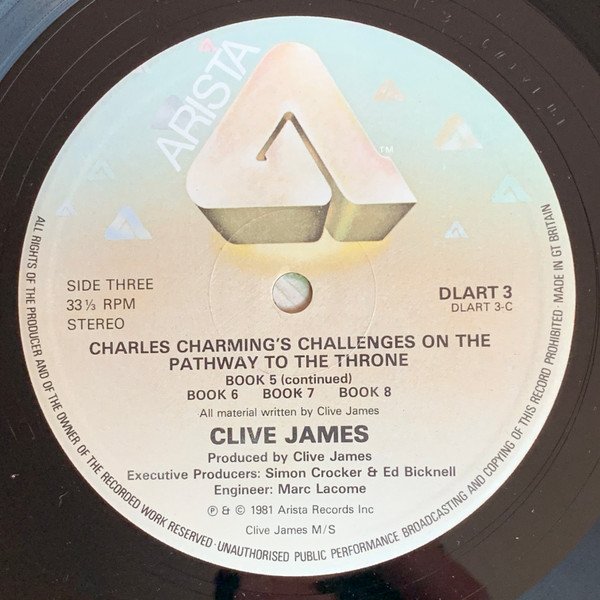 ARISTA
TM
SIDE THREE
33 ⅓ RPM
STEREO
DLART 3
DLART 3-C
CHARLES CHARMING'S CHALLENGES ON THE
PATHWAY TO THE THRONE
BOOK 5 (continued)
BOOK 6 BOOK 7 BOOK 8
All material written by Clive James
CLIVE JAMES
Produced by Clive James
Executive Producers: Simon Crocker & Ed Bicknell
Engineer: Marc Lacome
℗ & © 1981 Arista Records Inc
Clive James M/S
ALL RIGHTS OF THE PRODUCER AND OF THE OWNER OF THE RECORDED WORK RESERVED · UNAUTHORISED PUBLIC PERFORMANCE BROADCASTING AND COPYING OF THIS RECORD PROHIBITED · MADE IN GT BRITAIN